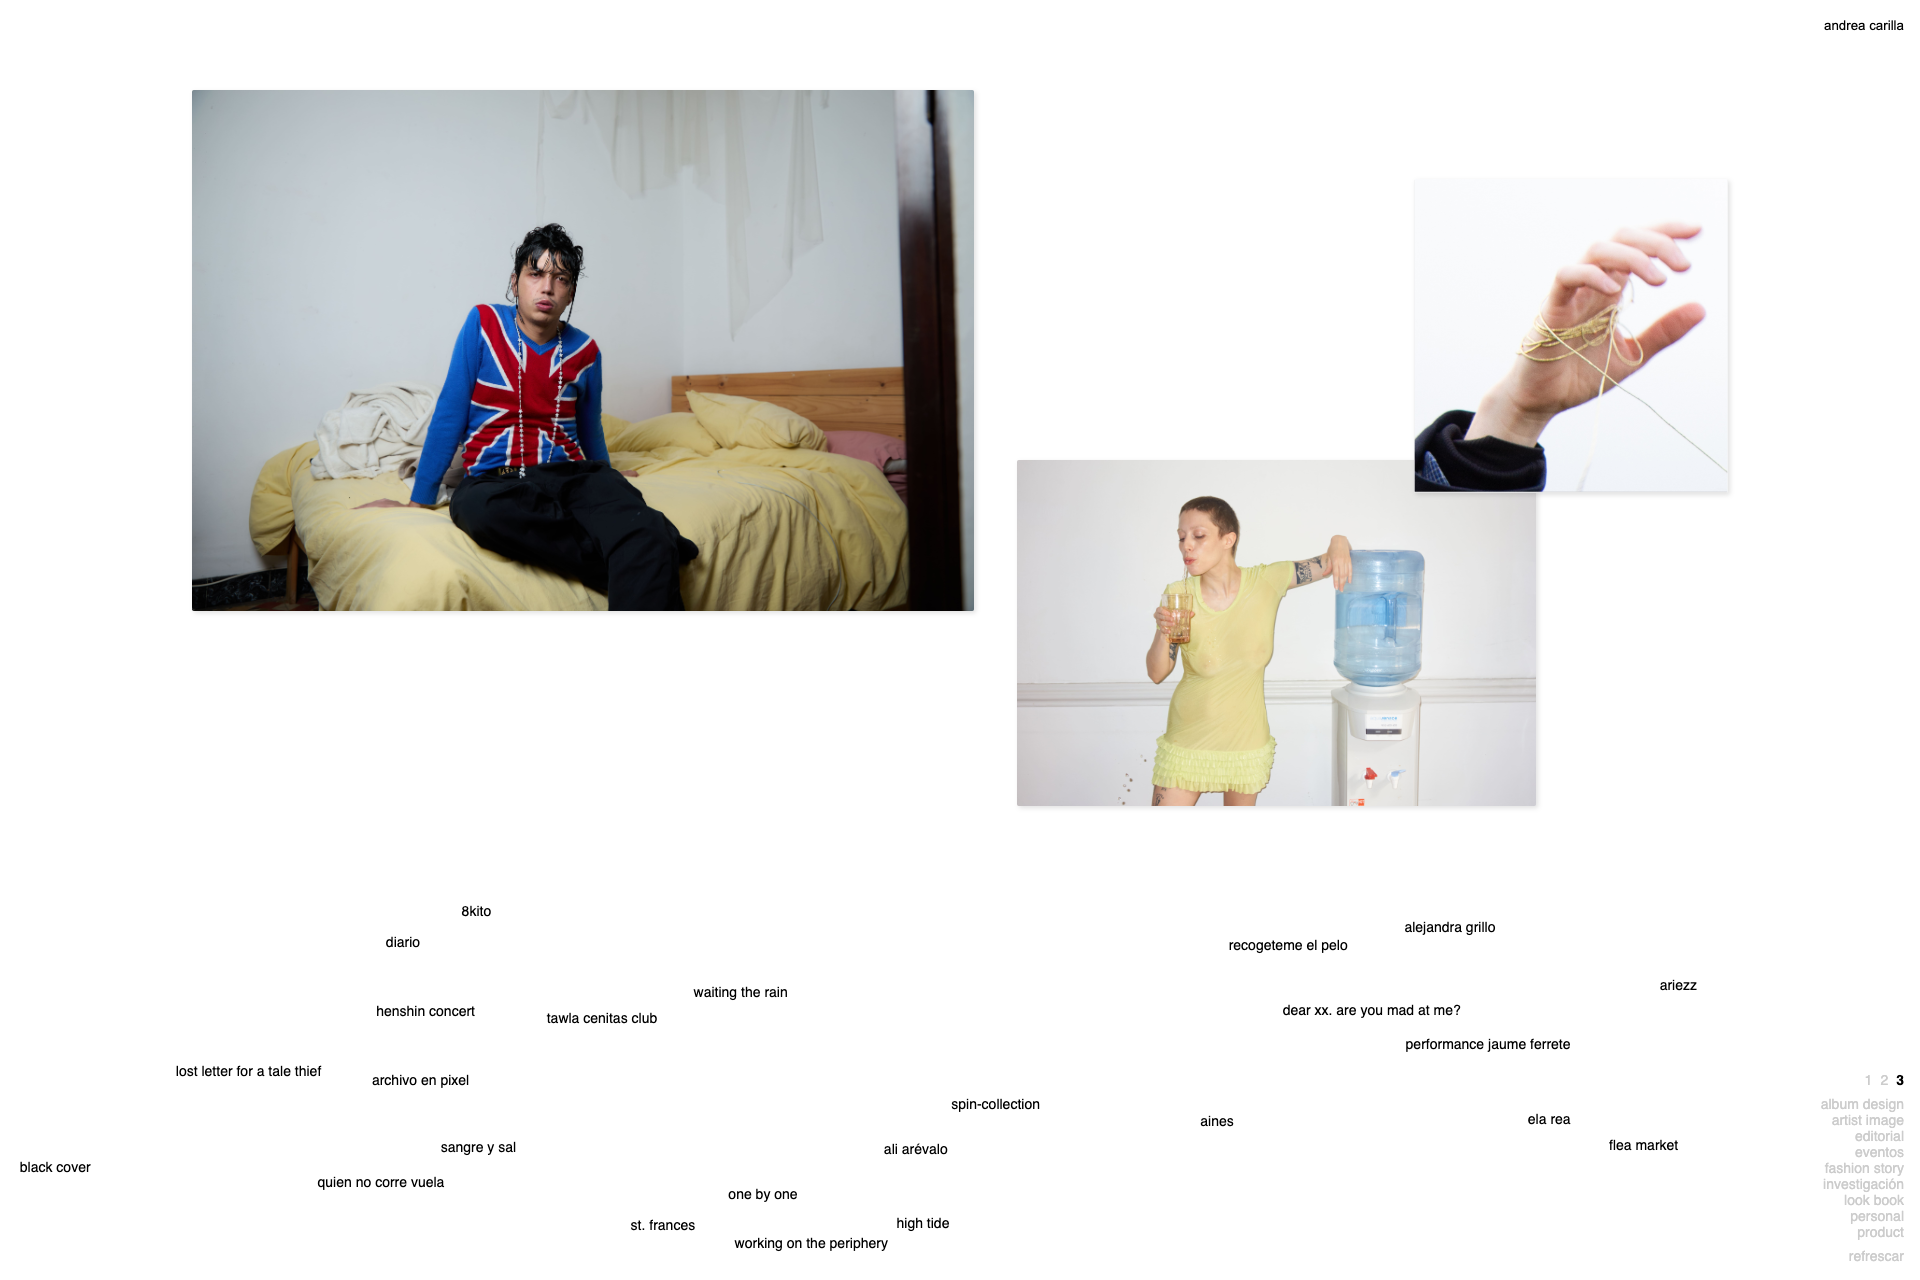 andrea carilla
8kito
alejandra grillo
diario
recogeteme el pelo
ariezz
waiting the rain
henshin concert
tawla cenitas club
dear xx. are you mad at me?
performance jaume ferrete
lost letter for a tale thief
archivo en pixel
spin-collection
aines
ela rea
sangre y sal
ali arévalo
flea market
black cover
quien no corre vuela
one by one
st. frances
high tide
working on the periphery
1 2 3
album design
artist image
editorial
eventos
fashion story
investigación
look book
personal
product
refrescar